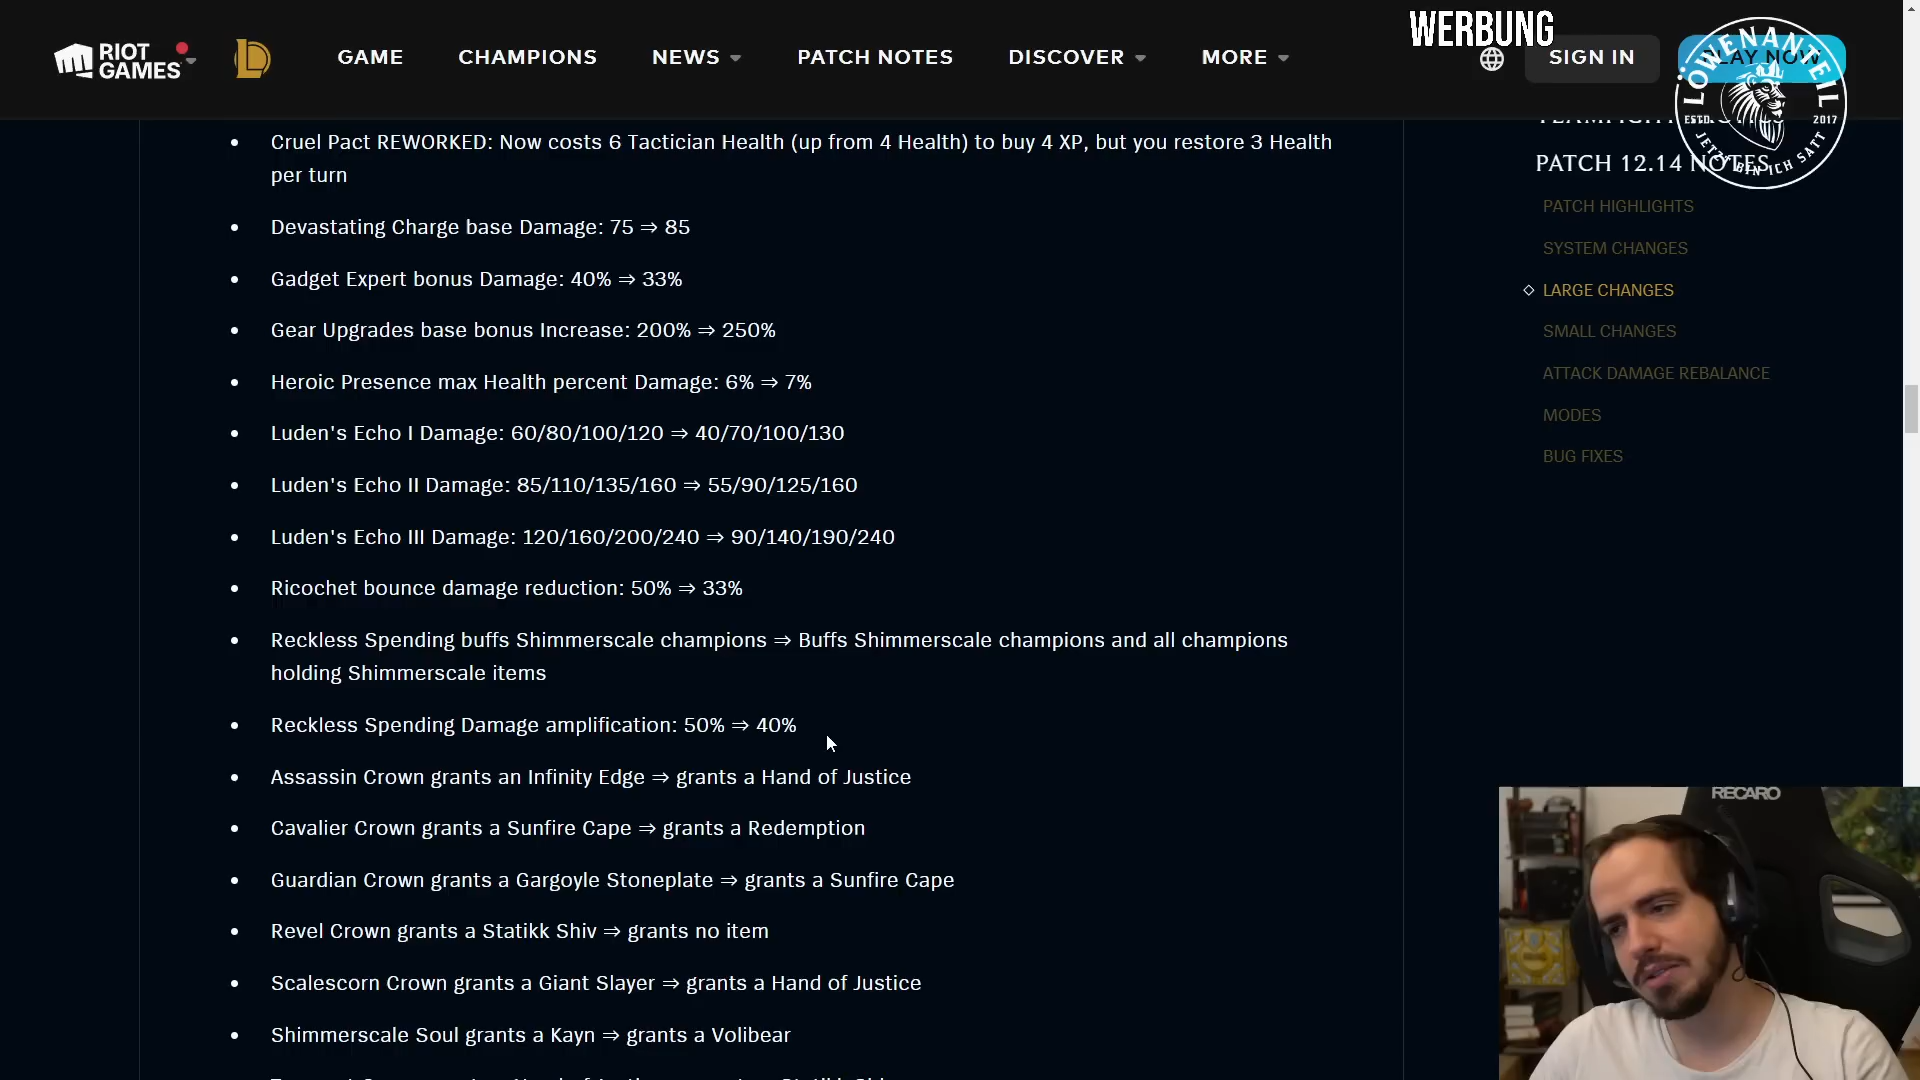 WERBUNG
RIOT GAMES
GAME
CHAMPIONS
NEWS
PATCH NOTES
DISCOVER
MORE
SIGN IN
PLAY NOW
LÖWENANTEIL
ESTD. 2017
JETZT BIN ICH SATT
Cruel Pact REWORKED: Now costs 6 Tactician Health (up from 4 Health) to buy 4 XP, but you restore 3 Health
per turn
Devastating Charge base Damage: 75 ⇒ 85
Gadget Expert bonus Damage: 40% ⇒ 33%
Gear Upgrades base bonus Increase: 200% ⇒ 250%
Heroic Presence max Health percent Damage: 6% ⇒ 7%
Luden's Echo I Damage: 60/80/100/120 ⇒ 40/70/100/130
Luden's Echo II Damage: 85/110/135/160 ⇒ 55/90/125/160
Luden's Echo III Damage: 120/160/200/240 ⇒ 90/140/190/240
Ricochet bounce damage reduction: 50% ⇒ 33%
Reckless Spending buffs Shimmerscale champions ⇒ Buffs Shimmerscale champions and all champions
holding Shimmerscale items
Reckless Spending Damage amplification: 50% ⇒ 40%
Assassin Crown grants an Infinity Edge ⇒ grants a Hand of Justice
Cavalier Crown grants a Sunfire Cape ⇒ grants a Redemption
Guardian Crown grants a Gargoyle Stoneplate ⇒ grants a Sunfire Cape
Revel Crown grants a Statikk Shiv ⇒ grants no item
Scalescorn Crown grants a Giant Slayer ⇒ grants a Hand of Justice
Shimmerscale Soul grants a Kayn ⇒ grants a Volibear
PATCH 12.14 NOTES
PATCH HIGHLIGHTS
SYSTEM CHANGES
LARGE CHANGES
SMALL CHANGES
ATTACK DAMAGE REBALANCE
MODES
BUG FIXES
RECARO